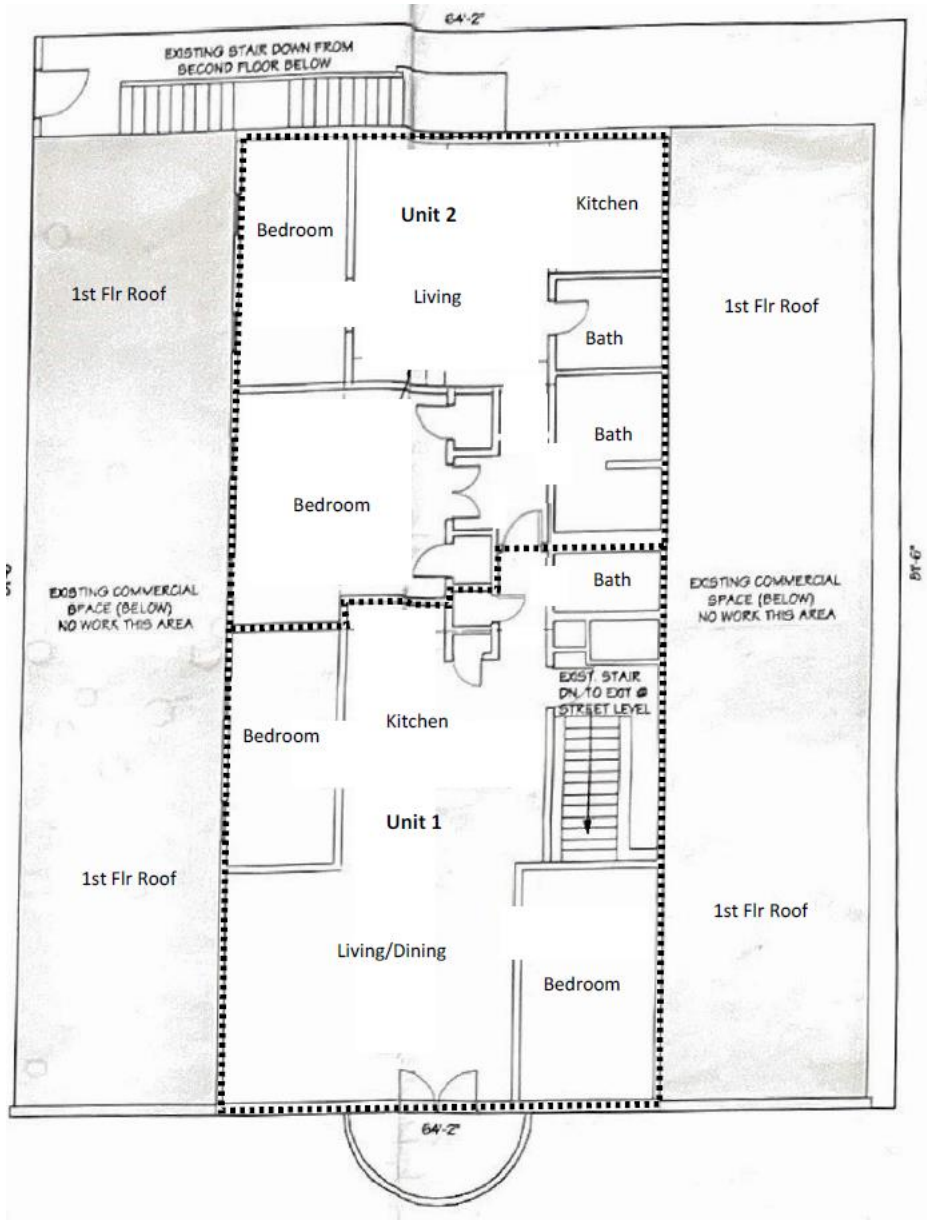 64'-2"
EXISTING STAIR DOWN FROM
SECOND FLOOR BELOW
Bedroom
Unit 2
Kitchen
1st Flr Roof
Living
1st Flr Roof
Bath
Bath
Bedroom
EXISTING COMMERCIAL
SPACE (BELOW)
NO WORK THIS AREA
Bath
EXISTING COMMERCIAL
SPACE (BELOW)
NO WORK THIS AREA
81'-6"
EXIST. STAIR
DN. TO EXIT @
STREET LEVEL
Bedroom
Kitchen
Unit 1
1st Flr Roof
1st Flr Roof
Living/Dining
Bedroom
64'-2"